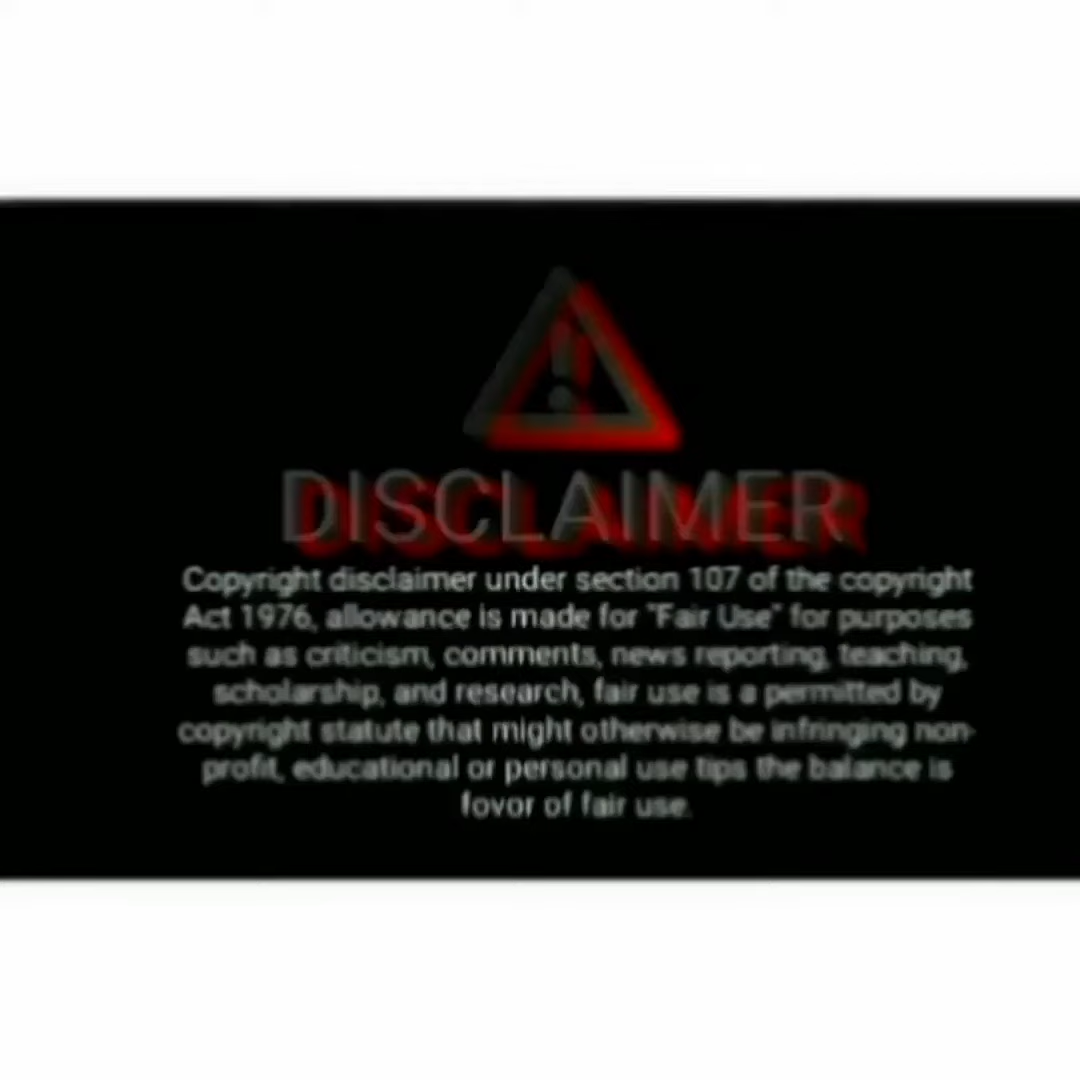 DISCLAIMER
Copyright disclaimer under section 107 of the copyright
Act 1976, allowance is made for "Fair Use" for purposes
such as criticism, comments, news reporting, teaching,
scholarship, and research, fair use is a permitted by
copyright statute that might otherwise be infringing non-
profit, educational or personal use tips the balance is
fovor of fair use.